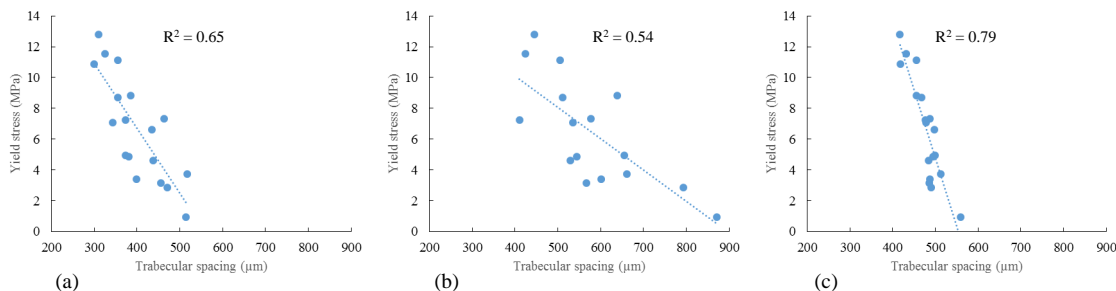 14
12
10
8
6
4
2
0
Yield stress (MPa)
R² = 0.65
200 300 400 500 600 700 800 900
Trabecular spacing (µm)
(a)
14
12
10
8
6
4
2
0
Yield stress (MPa)
R² = 0.54
200 300 400 500 600 700 800 900
Trabecular spacing (µm)
(b)
14
12
10
8
6
4
2
0
Yield stress (MPa)
R² = 0.79
200 300 400 500 600 700 800 900
Trabecular spacing (µm)
(c)